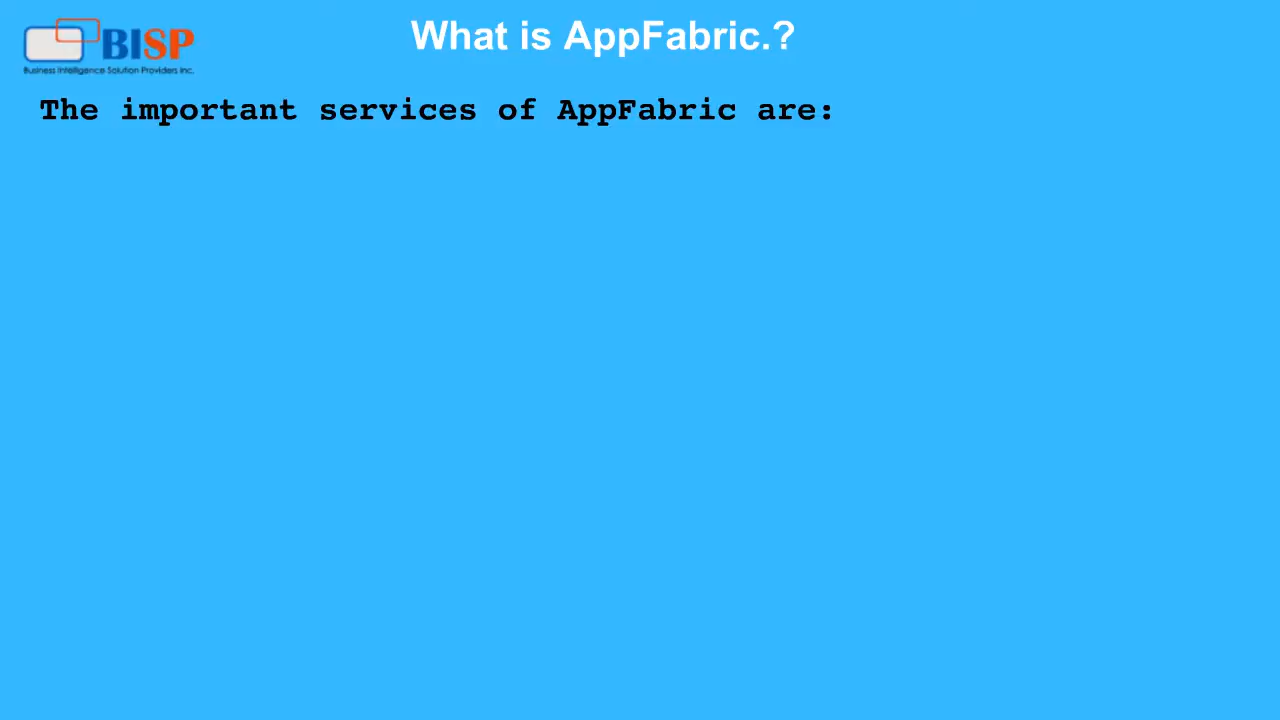 What is AppFabric.?
BISP
Business Intelligence Solution Providers Inc.
The important services of AppFabric are: